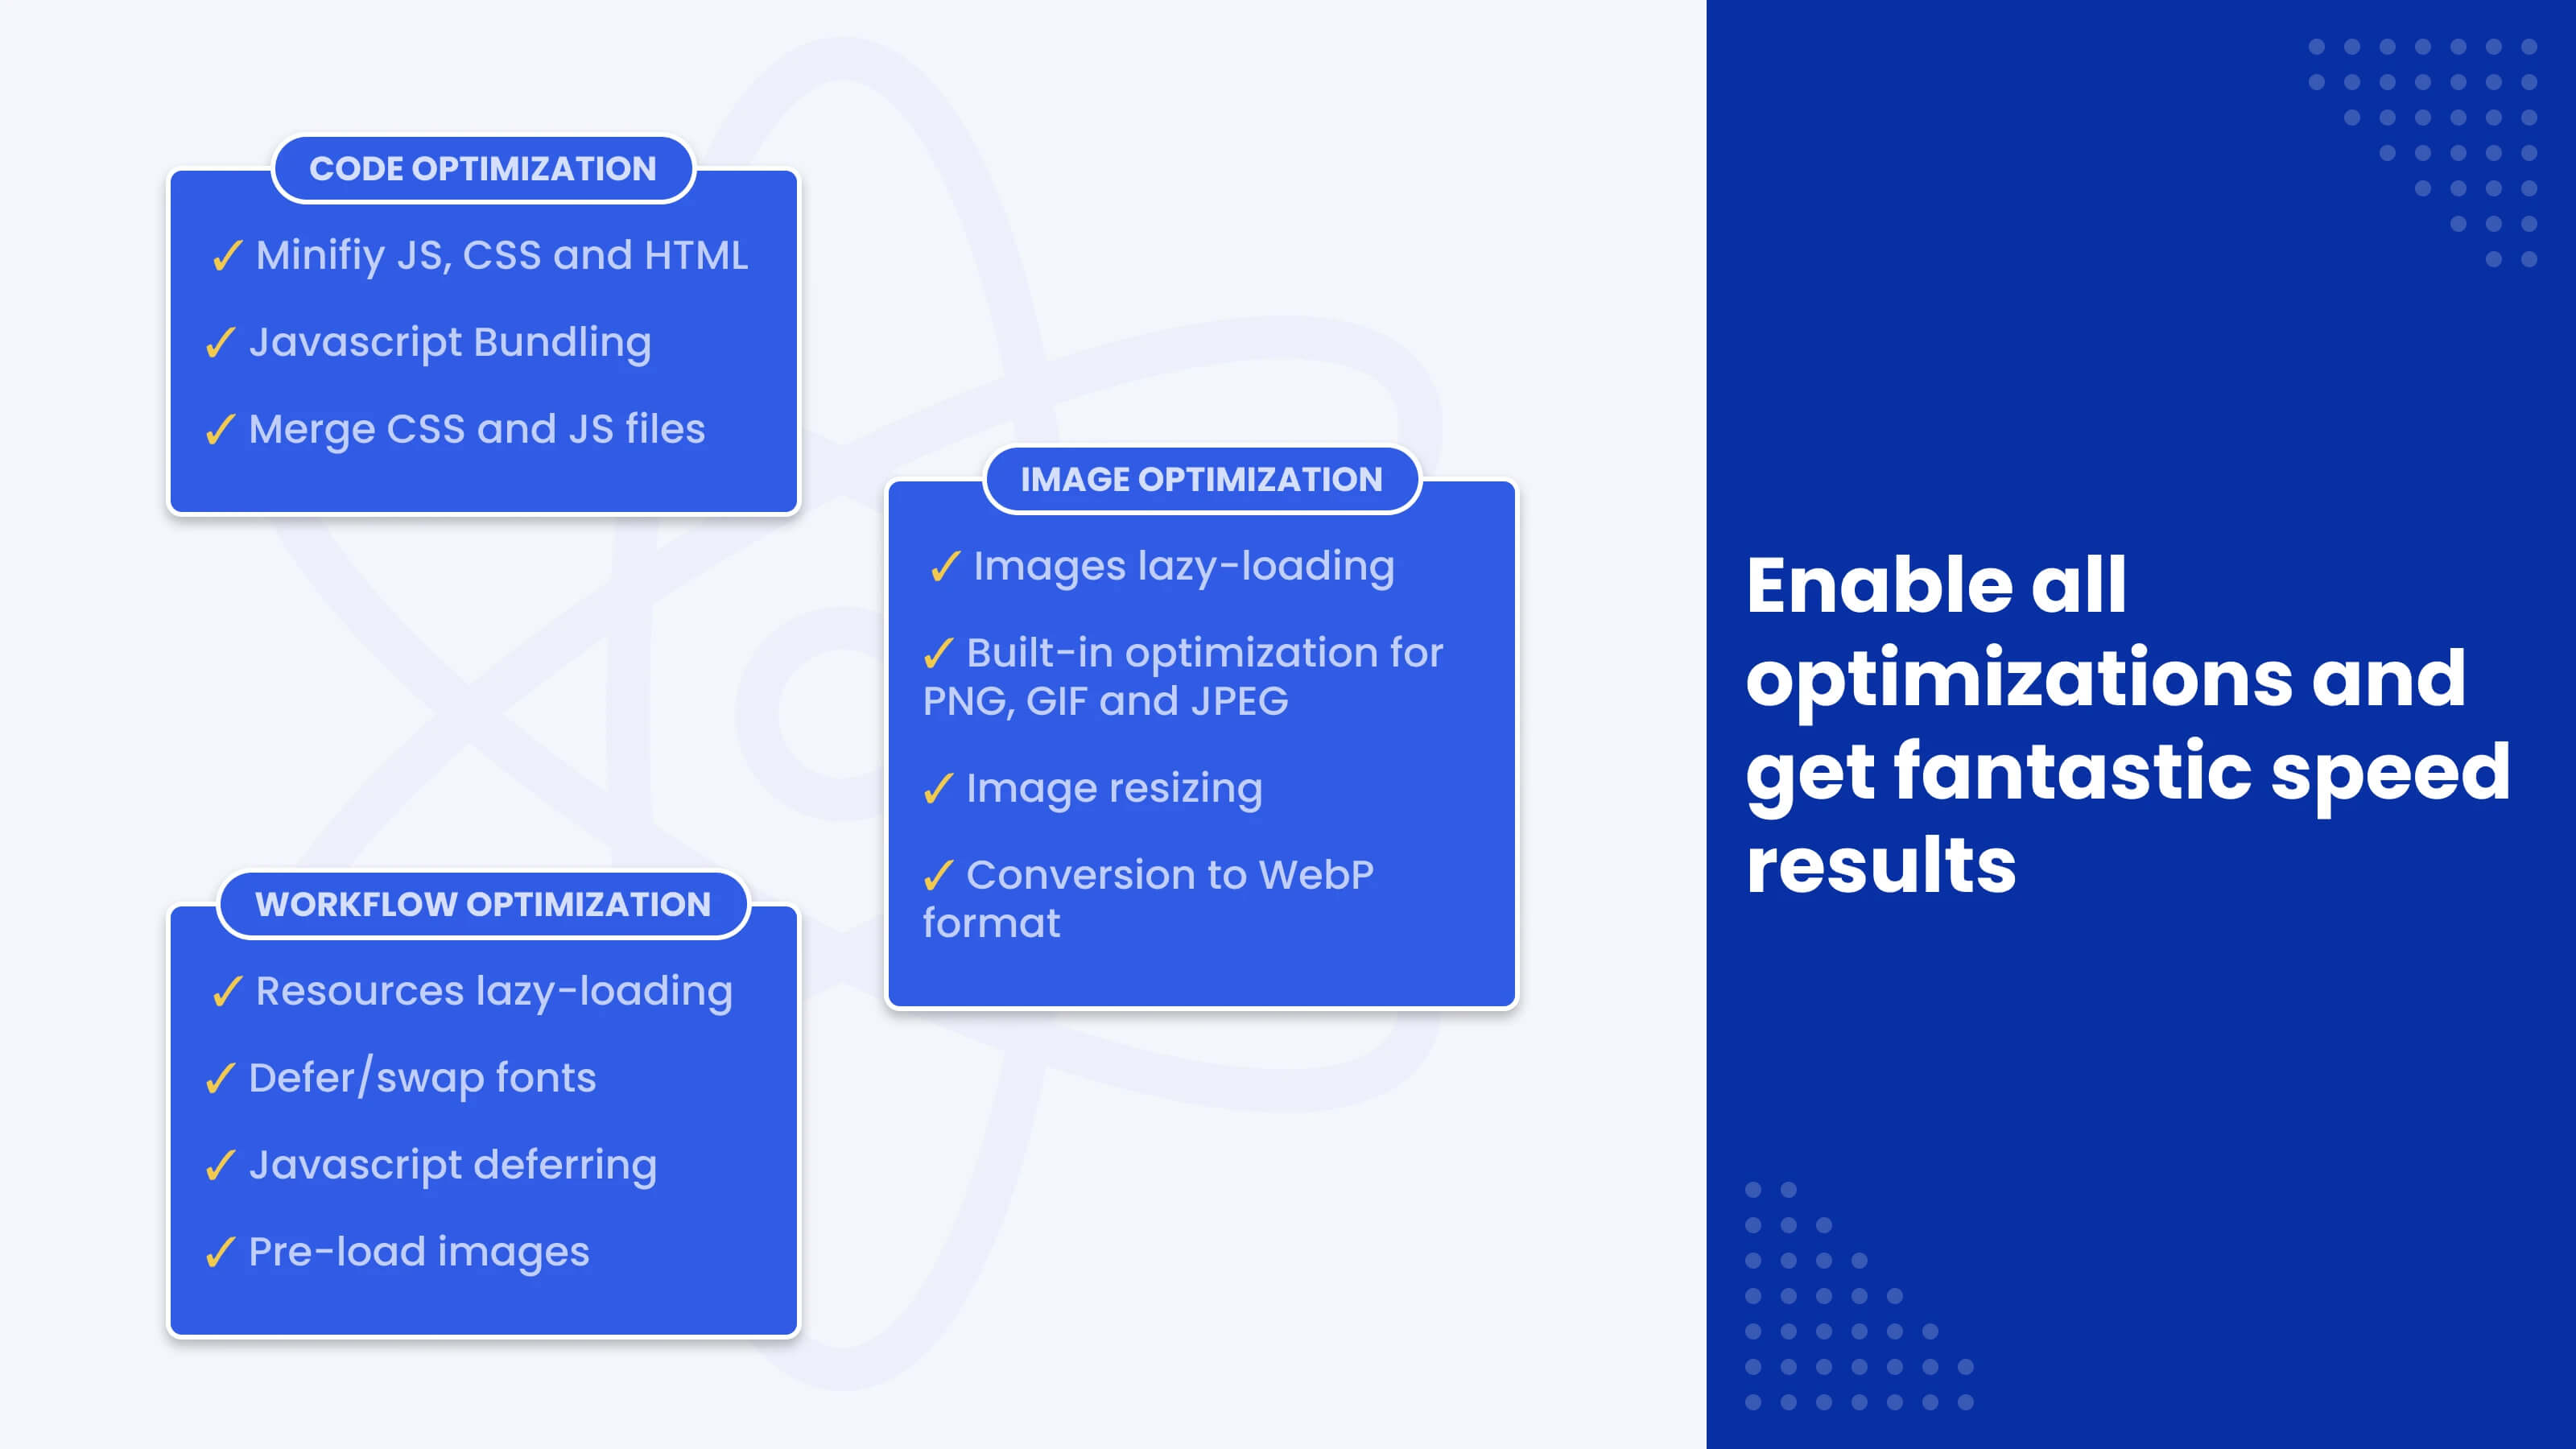 CODE OPTIMIZATION
✓ Minifiy JS, CSS and HTML
✓ Javascript Bundling
✓ Merge CSS and JS files
IMAGE OPTIMIZATION
✓ Images lazy-loading
✓ Built-in optimization for
PNG, GIF and JPEG
✓ Image resizing
✓ Conversion to WebP
format
WORKFLOW OPTIMIZATION
✓ Resources lazy-loading
✓ Defer/swap fonts
✓ Javascript deferring
✓ Pre-load images
Enable all
optimizations and
get fantastic speed
results